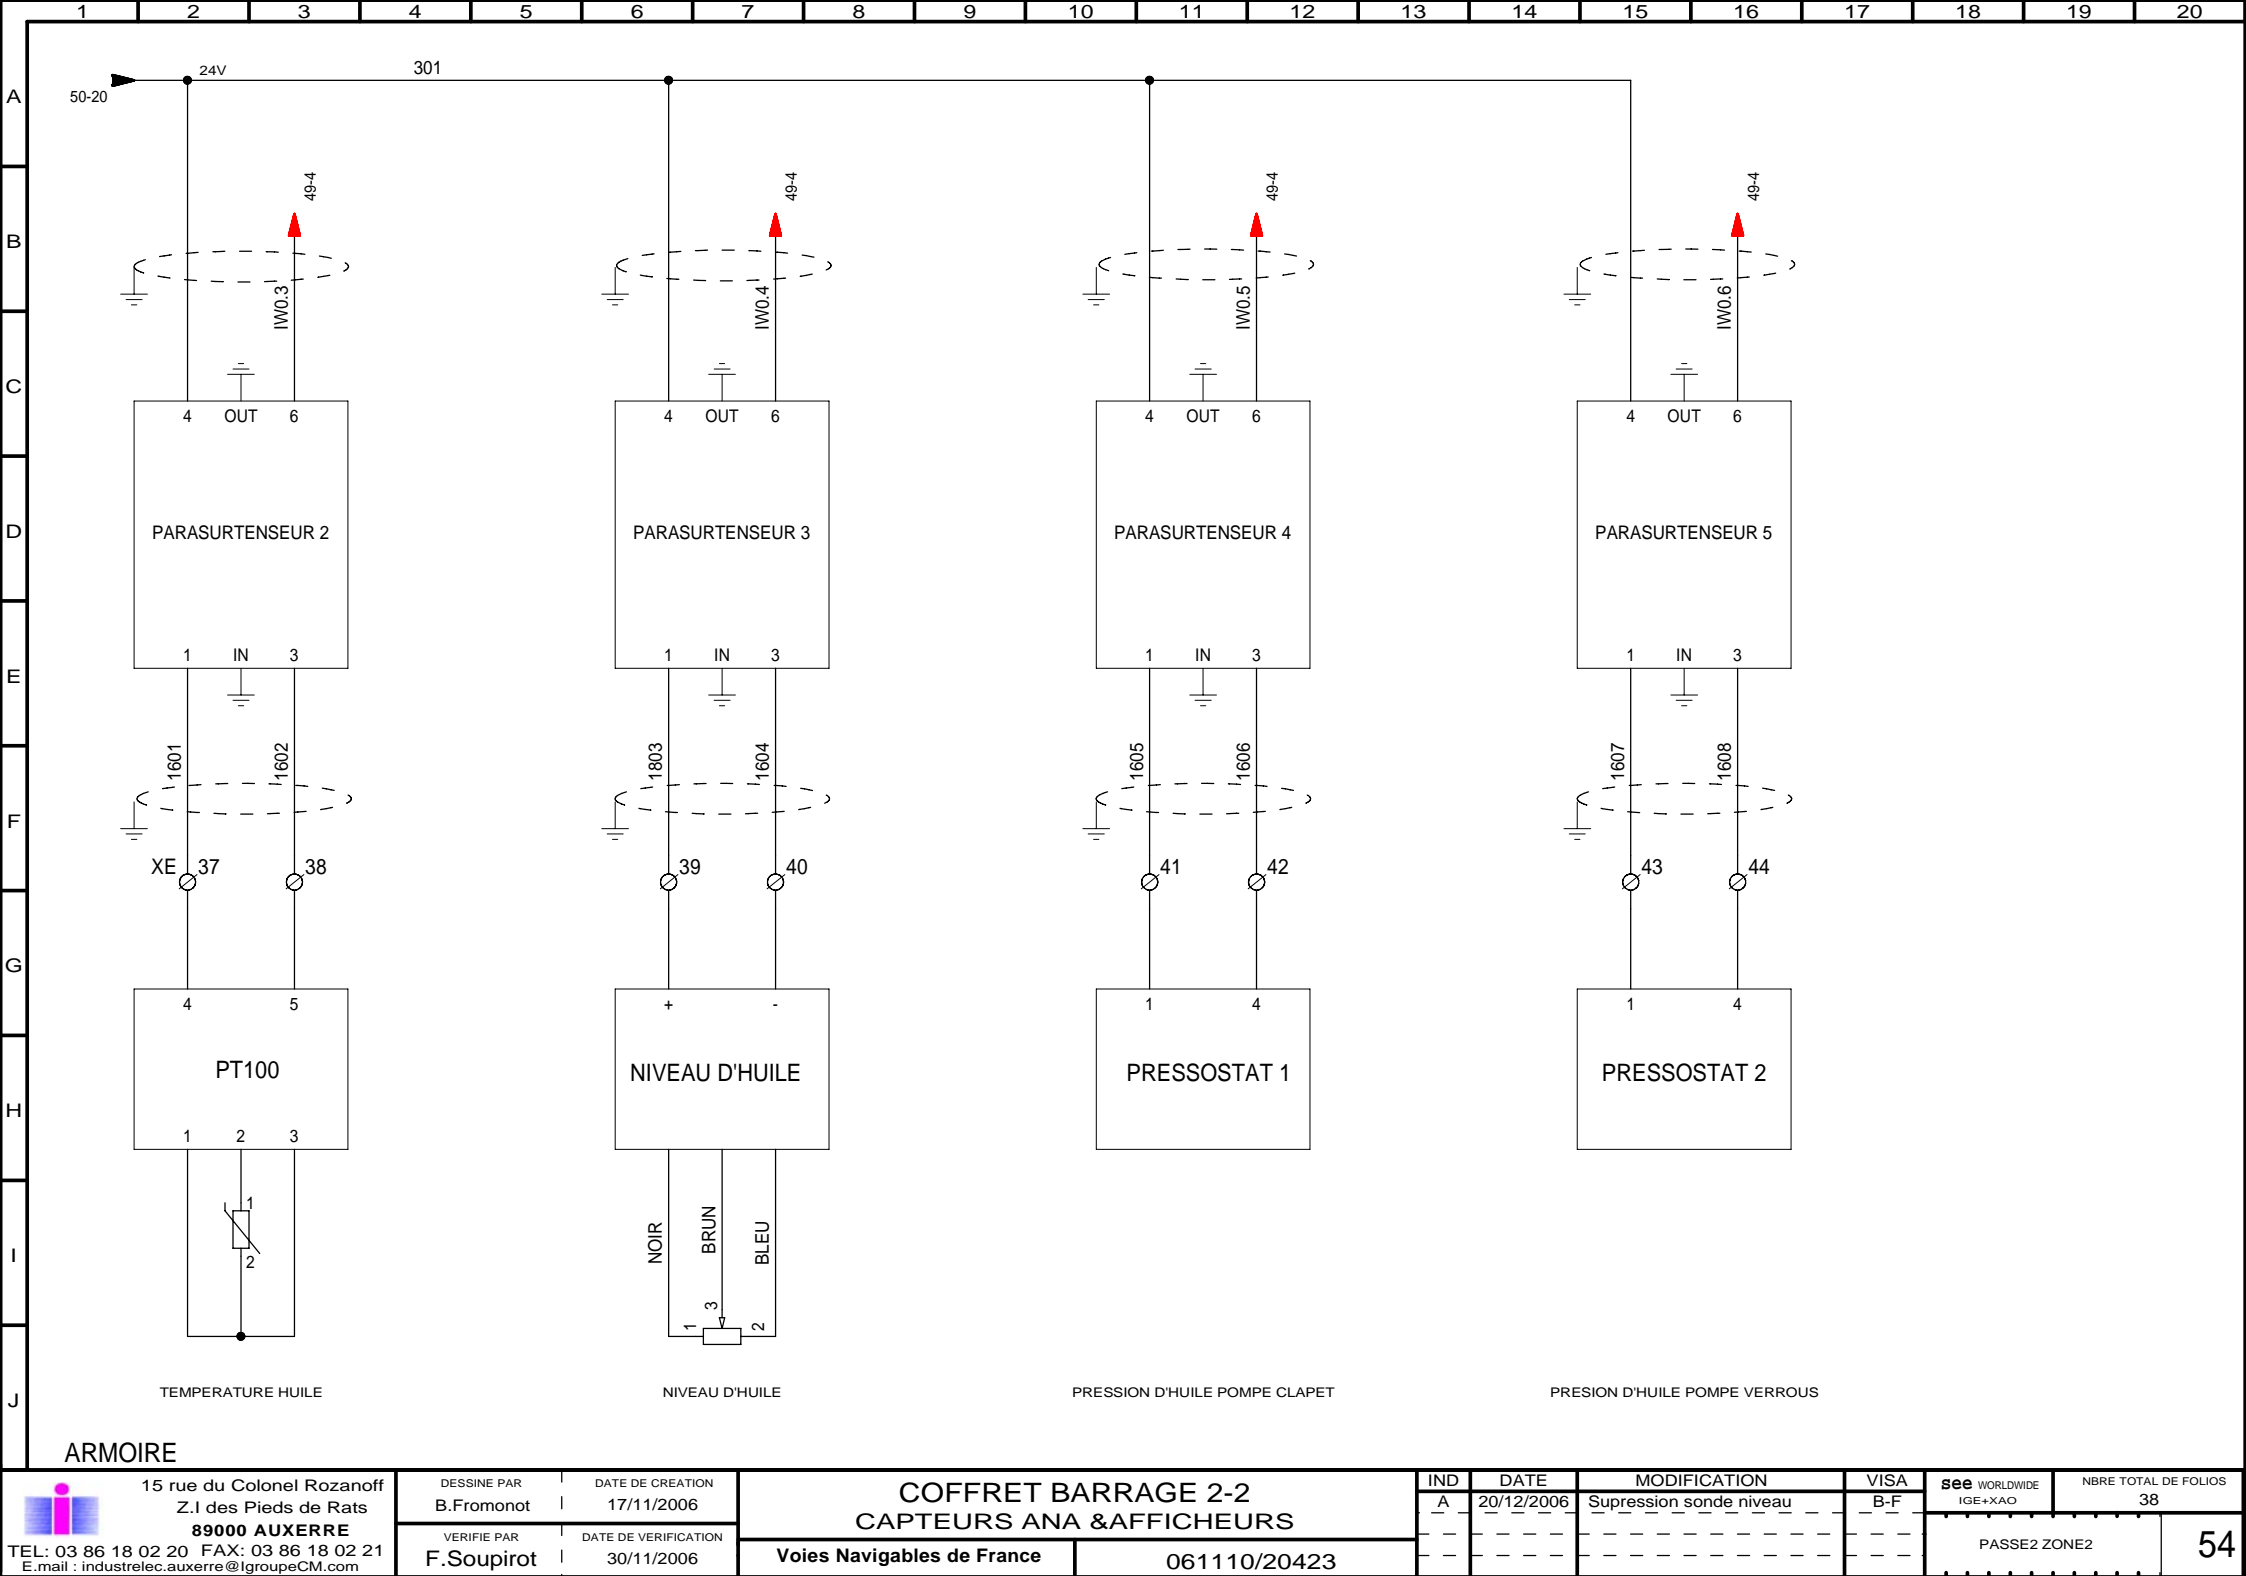 1 2 3 4 5 6 7 8 9 10 11 12 13 14 15 16 17 18 19 20
A
B
C
D
E
F
G
H
I
J
24V
301
50-20
49-4 49-4 49-4 49-4
IW0.3 IW0.4 IW0.5 IW0.6
4 OUT 6 4 OUT 6 4 OUT 6 4 OUT 6
PARASURTENSEUR 2 PARASURTENSEUR 3 PARASURTENSEUR 4 PARASURTENSEUR 5
1 IN 3 1 IN 3 1 IN 3 1 IN 3
1601 1602 1803 1604 1605 1606 1607 1608
XE 37 38 39 40 41 42 43 44
4 5 + - 1 4 1 4
PT100 NIVEAU D'HUILE PRESSOSTAT 1 PRESSOSTAT 2
1 2 3
1
2
NOIR BRUN BLEU
1 3 2
TEMPERATURE HUILE NIVEAU D'HUILE PRESSION D'HUILE POMPE CLAPET PRESION D'HUILE POMPE VERROUS
ARMOIRE
15 rue du Colonel Rozanoff
Z.I des Pieds de Rats
89000 AUXERRE
TEL: 03 86 18 02 20 FAX: 03 86 18 02 21
E.mail : industrelec.auxerre@IgroupeCM.com
DESSINE PAR
B.Fromonot
DATE DE CREATION
17/11/2006
VERIFIE PAR
F.Soupirot
DATE DE VERIFICATION
30/11/2006
COFFRET BARRAGE 2-2
CAPTEURS ANA &AFFICHEURS
Voies Navigables de France
061110/20423
IND DATE MODIFICATION VISA
A 20/12/2006 Supression sonde niveau B-F
see WORLDWIDE
IGE+XAO
NBRE TOTAL DE FOLIOS
38
PASSE2 ZONE2
54